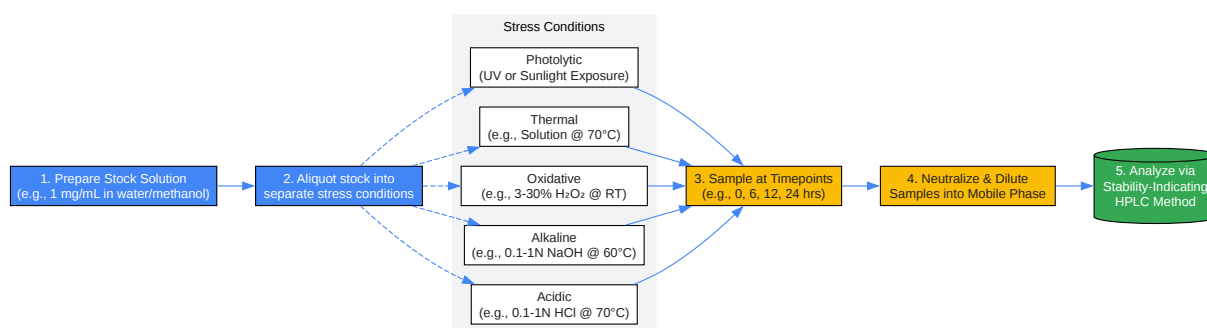 Stress Conditions
Photolytic
(UV or Sunlight Exposure)
Thermal
(e.g., Solution @ 70°C)
1. Prepare Stock Solution
(e.g., 1 mg/mL in water/methanol)
2. Aliquot stock into
separate stress conditions
Oxidative
(e.g., 3-30% H₂O₂ @ RT)
3. Sample at Timepoints
(e.g., 0, 6, 12, 24 hrs)
4. Neutralize & Dilute
Samples into Mobile Phase
5. Analyze via
Stability-Indicating
HPLC Method
Alkaline
(e.g., 0.1-1N NaOH @ 60°C)
Acidic
(e.g., 0.1-1N HCl @ 70°C)